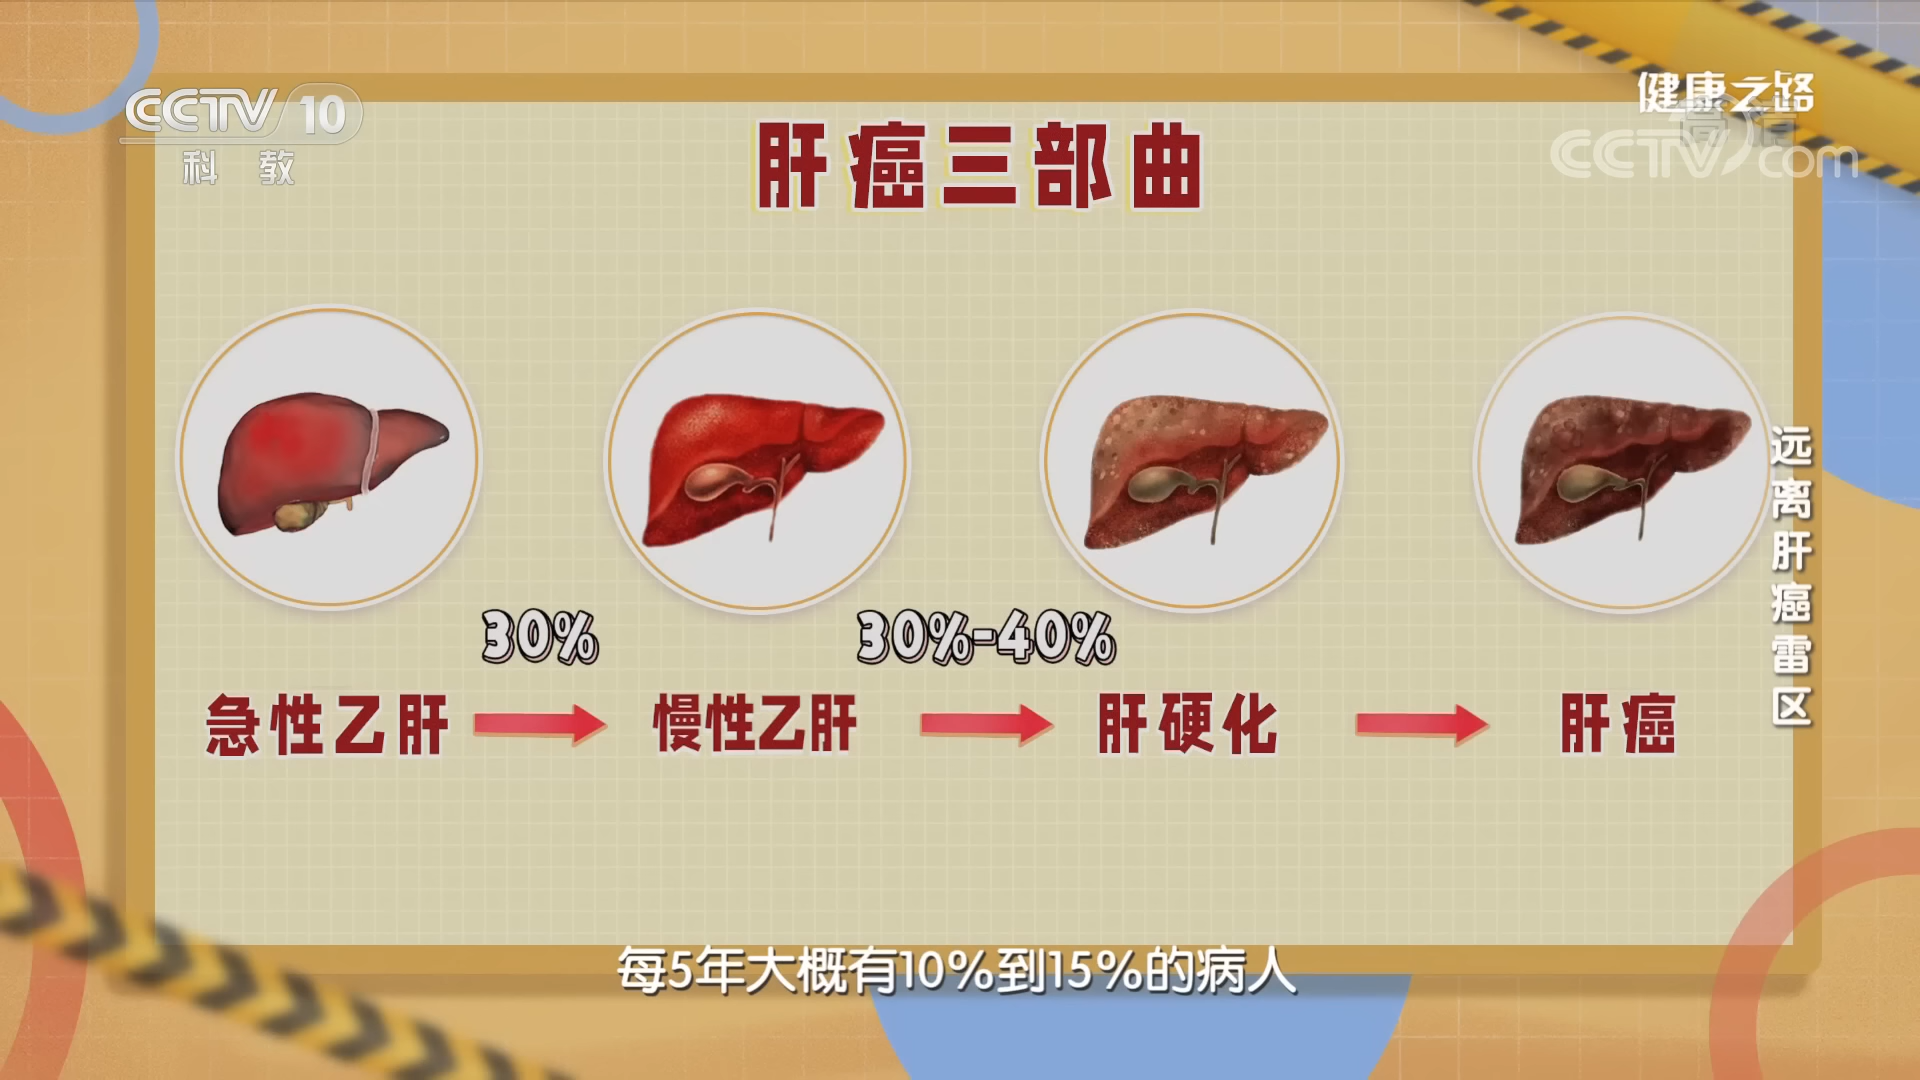 CCTV 10
科 教
健康之路
高清
CCTV.com
肝癌三部曲
30%
30%-40%
急性乙肝
慢性乙肝
肝硬化
肝癌
远离肝癌雷区
每5年大概有10%到15%的病人